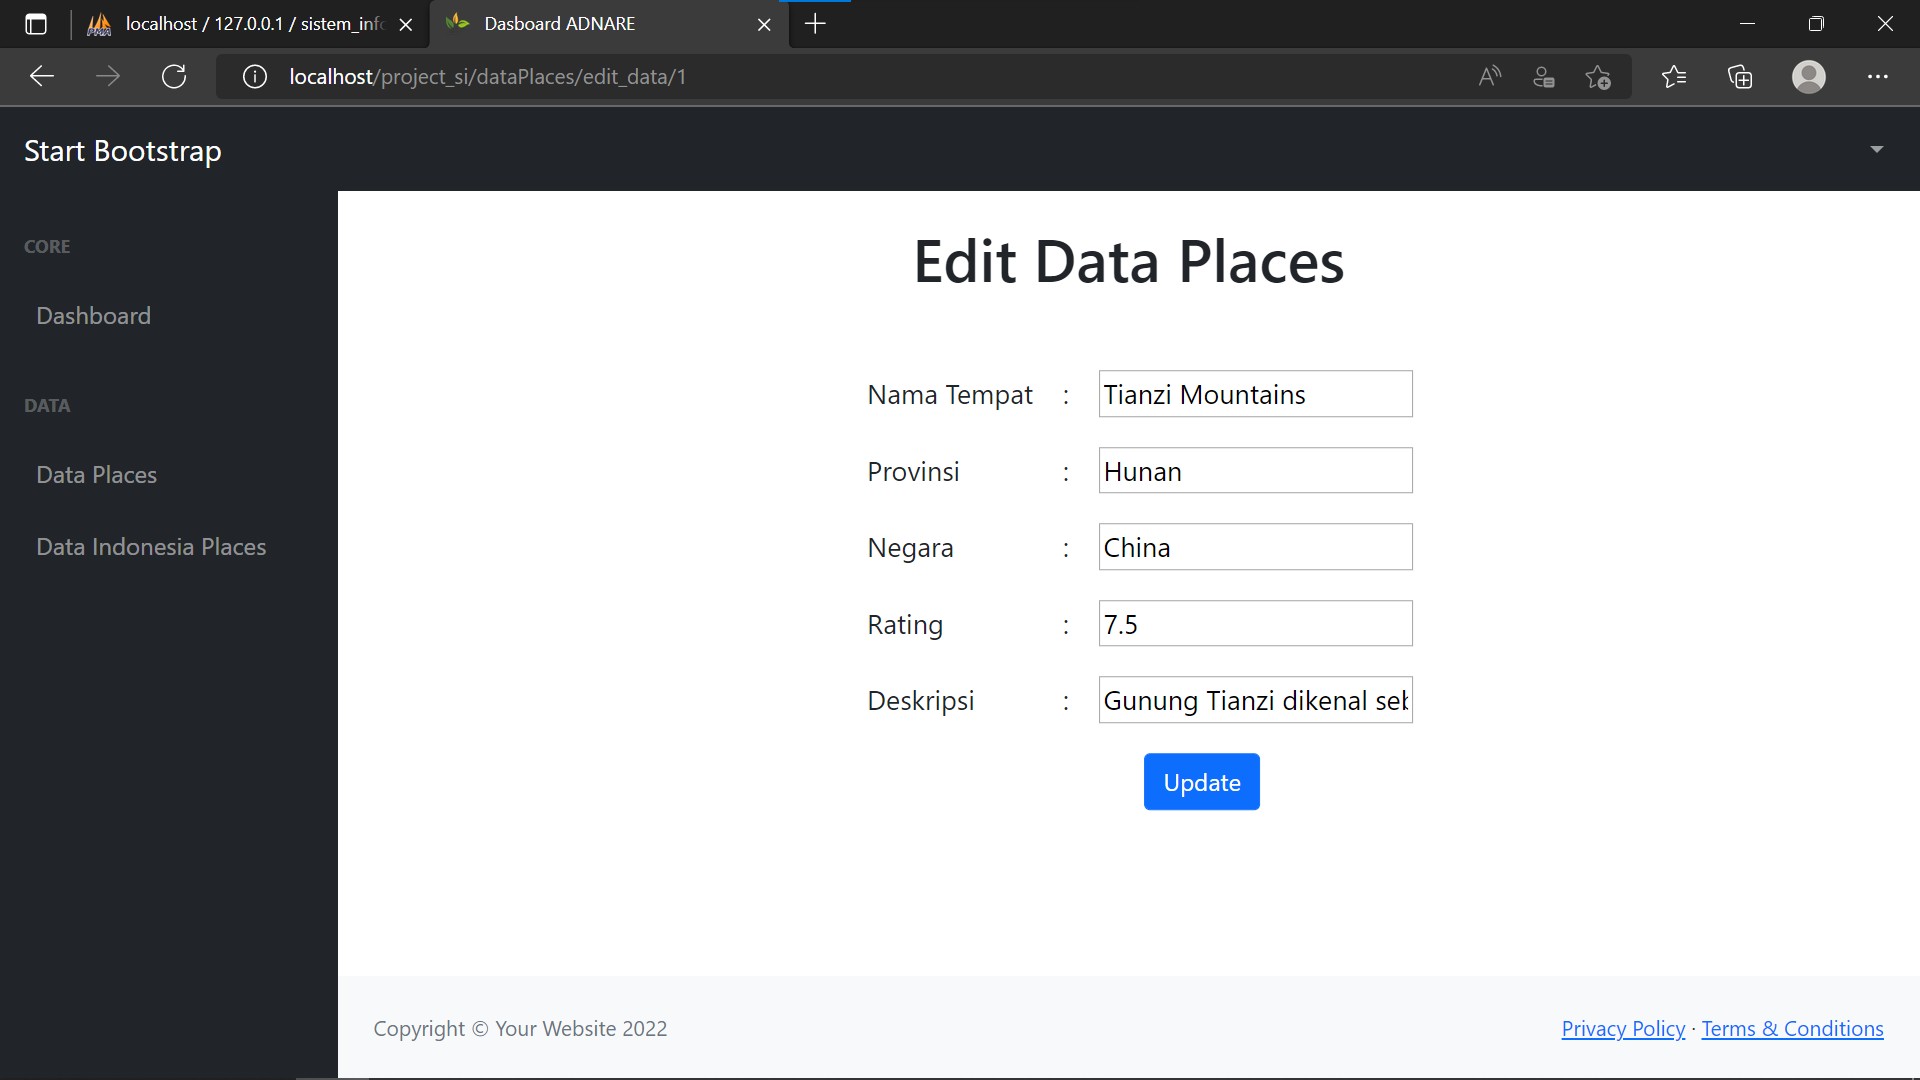 localhost / 127.0.0.1 / sistem_info
Dasboard ADNARE
localhost/project_si/dataPlaces/edit_data/1
Start Bootstrap
CORE
Dashboard
DATA
Data Places
Data Indonesia Places
Edit Data Places
Nama Tempat : Tianzi Mountains
Provinsi : Hunan
Negara : China
Rating : 7.5
Deskripsi : Gunung Tianzi dikenal seb
Update
Copyright © Your Website 2022
Privacy Policy · Terms & Conditions